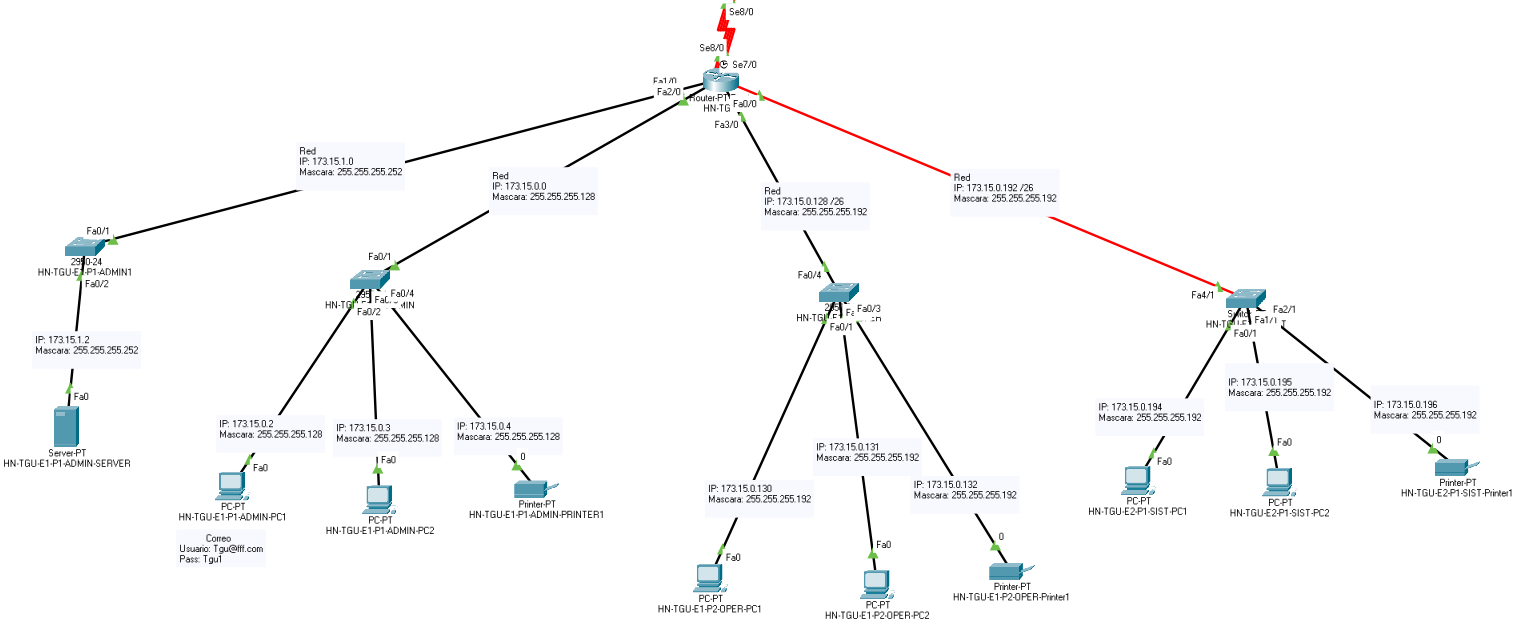 Se8/0
Se8/0
Se7/0
Fa1/0
Fa2/0
Router-PT
HN-TG
Fa0/0
Fa3/0
Red
IP: 173.15.1.0
Mascara: 255.255.255.252
Red
IP: 173.15.0.0
Mascara: 255.255.255.128
Red
IP: 173.15.0.128 /26
Mascara: 255.255.255.192
Red
IP: 173.15.0.192 /26
Mascara: 255.255.255.192
Fa0/1
2950-24
HN-TGU-E1-P1-ADMIN1
Fa0/2
Fa0/1
Fa0/4
Fa0/2
Fa0/4
Fa0/3
Fa0/1
Fa4/1
Fa2/1
Fa1/1
Fa0/1
IP: 173.15.1.2
Mascara: 255.255.255.252
Fa0
Server-PT
HN-TGU-E1-P1-ADMIN-SERVER
IP: 173.15.0.2
Mascara: 255.255.255.128
Fa0
PC-PT
HN-TGU-E1-P1-ADMIN-PC1
Correo
Usuario: Tgu@fff.com
Pass: Tgu1
IP: 173.15.0.3
Mascara: 255.255.255.128
Fa0
PC-PT
HN-TGU-E1-P1-ADMIN-PC2
IP: 173.15.0.4
Mascara: 255.255.255.128
0
Printer-PT
HN-TGU-E1-P1-ADMIN-PRINTER1
IP: 173.15.0.130
Mascara: 255.255.255.192
Fa0
PC-PT
HN-TGU-E1-P2-OPER-PC1
IP: 173.15.0.131
Mascara: 255.255.255.192
Fa0
PC-PT
HN-TGU-E1-P2-OPER-PC2
IP: 173.15.0.132
Mascara: 255.255.255.192
0
Printer-PT
HN-TGU-E1-P2-OPER-Printer1
IP: 173.15.0.194
Mascara: 255.255.255.192
Fa0
PC-PT
HN-TGU-E2-P1-SIST-PC1
IP: 173.15.0.195
Mascara: 255.255.255.192
Fa0
PC-PT
HN-TGU-E2-P1-SIST-PC2
IP: 173.15.0.196
Mascara: 255.255.255.192
0
Printer-PT
HN-TGU-E2-P1-SIST-Printer1